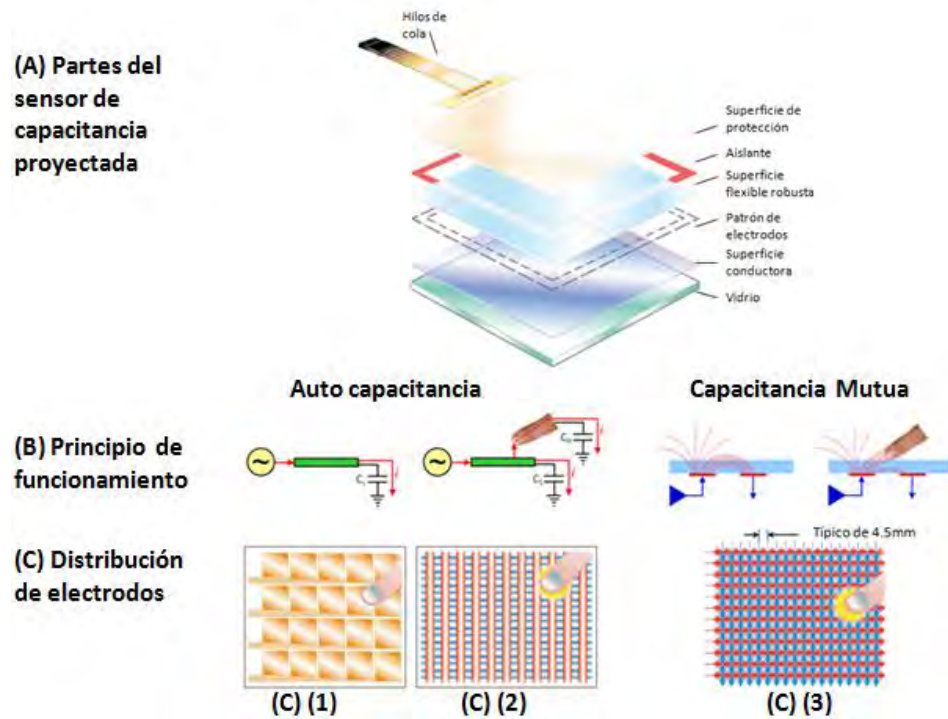 Hilos de
cola
(A) Partes del
sensor de
capacitancia
proyectada
Superficie de
protección
Aislante
Superficie
flexible robusta
Patrón de
electrodos
Superficie
conductora
Vidrio
Auto capacitancia
Capacitancia Mutua
(B) Principio de
funcionamiento
i
i
i
(C) Distribución
de electrodos
Típico de 4.5mm
(C) (1)
(C) (2)
(C) (3)